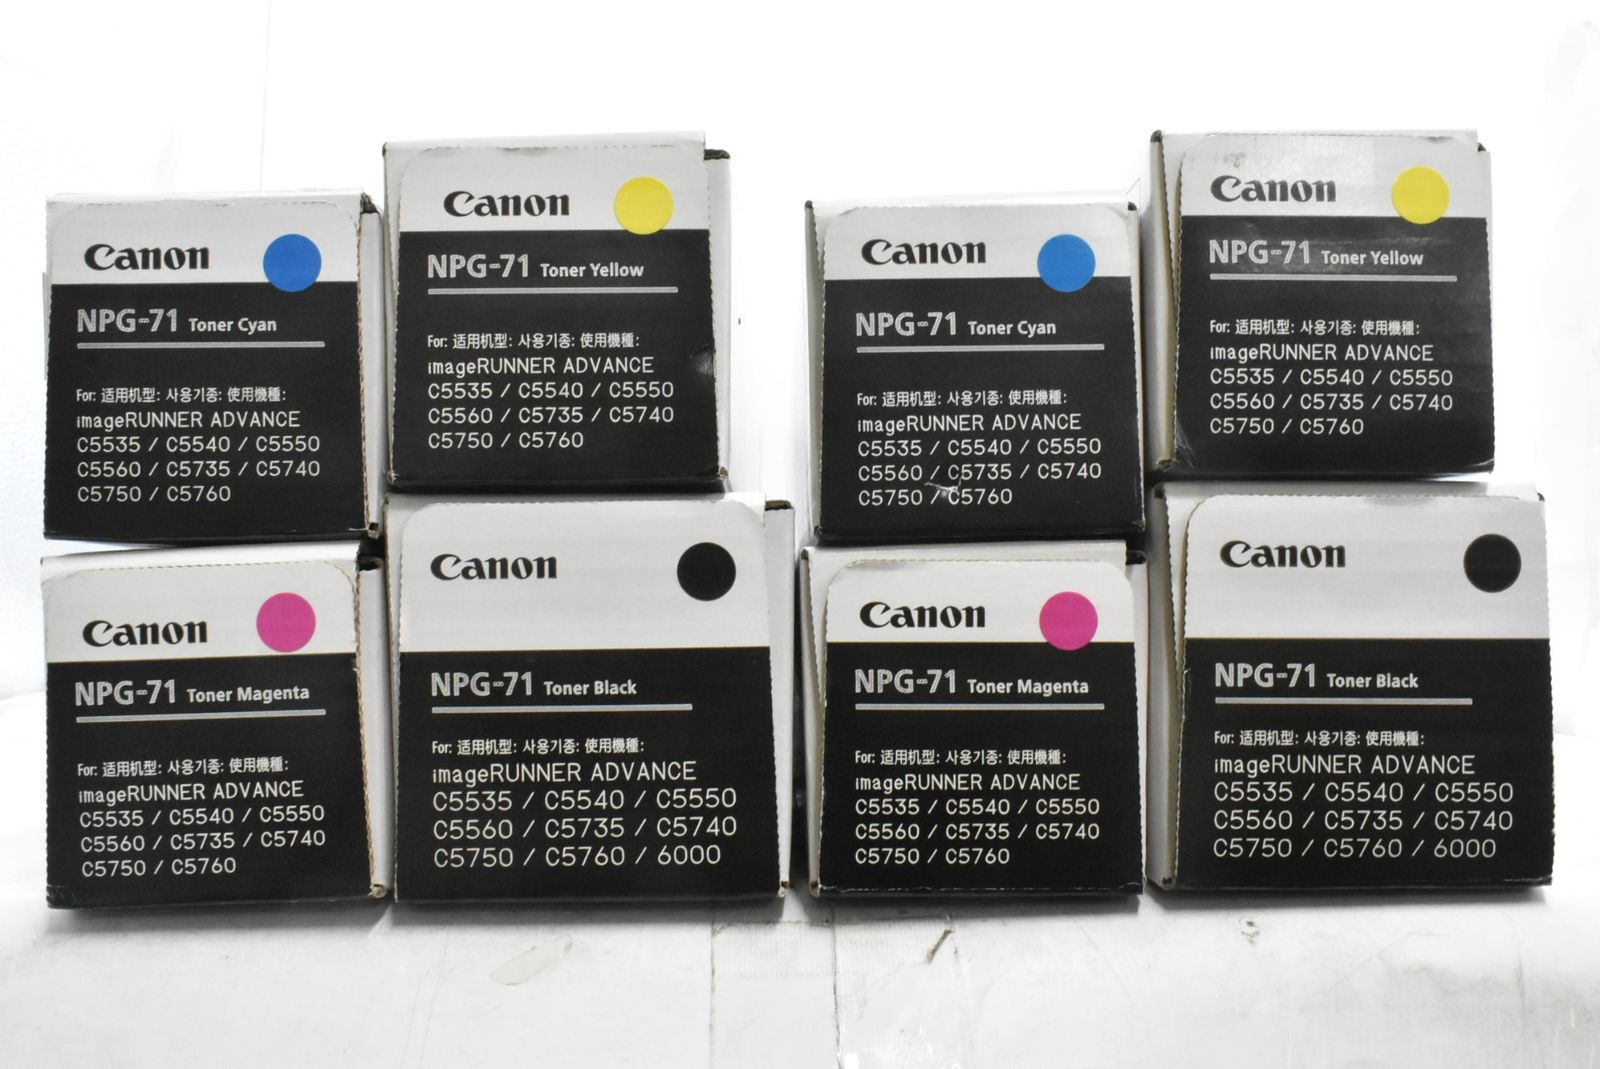 Canon
NPG-71 Toner Cyan
For: 适用机型: 사용기종: 使用機種:
imageRUNNER ADVANCE
C5535 / C5540 / C5550
C5560 / C5735 / C5740
C5750 / C5760
Canon
NPG-71 Toner Yellow
For: 适用机型: 사용기종: 使用機種:
imageRUNNER ADVANCE
C5535 / C5540 / C5550
C5560 / C5735 / C5740
C5750 / C5760
Canon
NPG-71 Toner Cyan
For: 适用机型: 사용기종: 使用機種:
imageRUNNER ADVANCE
C5535 / C5540 / C5550
C5560 / C5735 / C5740
C5750 / C5760
Canon
NPG-71 Toner Yellow
For: 适用机型: 사용기종: 使用機種:
imageRUNNER ADVANCE
C5535 / C5540 / C5550
C5560 / C5735 / C5740
C5750 / C5760
Canon
NPG-71 Toner Magenta
For: 适用机型: 사용기종: 使用機種:
imageRUNNER ADVANCE
C5535 / C5540 / C5550
C5560 / C5735 / C5740
C5750 / C5760
Canon
NPG-71 Toner Black
For: 适用机型: 사용기종: 使用機種:
imageRUNNER ADVANCE
C5535 / C5540 / C5550
C5560 / C5735 / C5740
C5750 / C5760 / 6000
Canon
NPG-71 Toner Magenta
For: 适用机型: 사용기종: 使用機種:
imageRUNNER ADVANCE
C5535 / C5540 / C5550
C5560 / C5735 / C5740
C5750 / C5760
Canon
NPG-71 Toner Black
For: 适用机型: 사용기종: 使用機種:
imageRUNNER ADVANCE
C5535 / C5540 / C5550
C5560 / C5735 / C5740
C5750 / C5760 / 6000